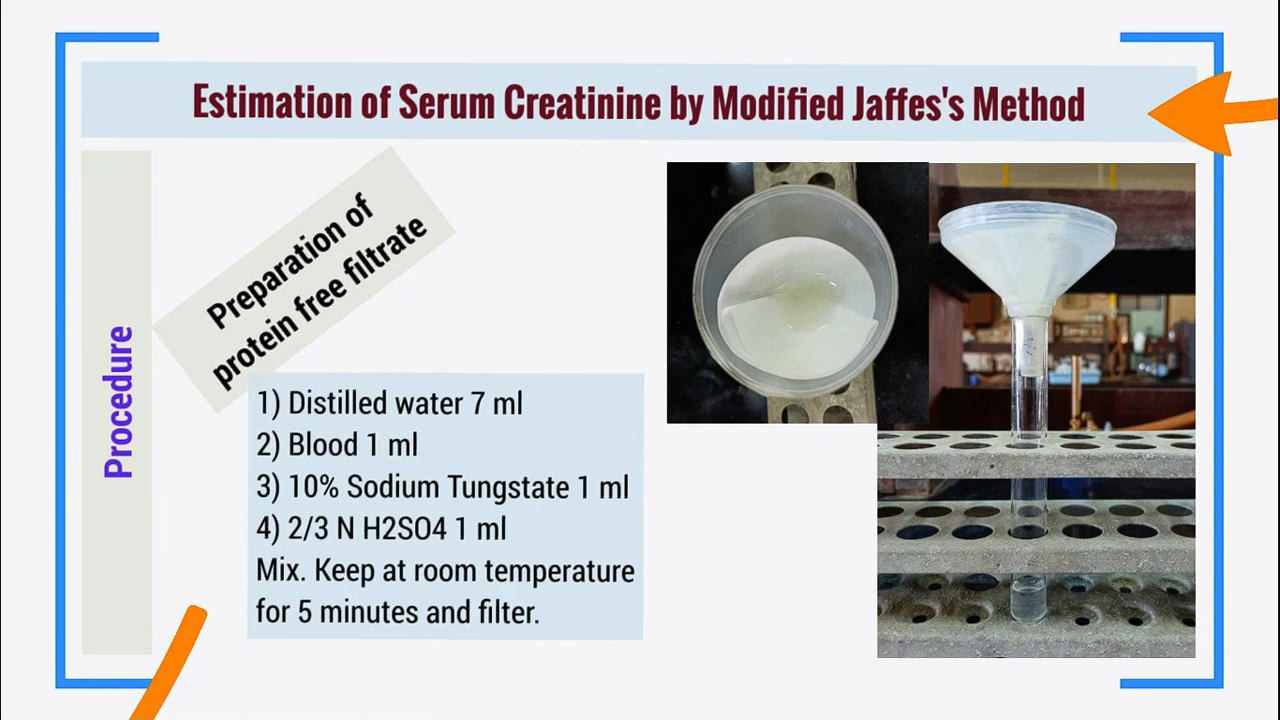 Estimation of Serum Creatinine by Modified Jaffes's Method
Procedure
Preparation of
protein free filtrate
1) Distilled water 7 ml
2) Blood 1 ml
3) 10% Sodium Tungstate 1 ml
4) 2/3 N H2SO4 1 ml
Mix. Keep at room temperature
for 5 minutes and filter.